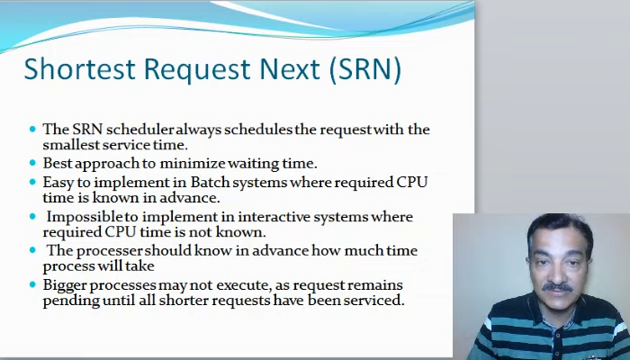 Shortest Request Next (SRN)
The SRN scheduler always schedules the request with the
smallest service time.
Best approach to minimize waiting time.
Easy to implement in Batch systems where required CPU
time is known in advance.
Impossible to implement in interactive systems where
required CPU time is not known.
The processer should know in advance how much time
process will take
Bigger processes may not execute, as request remains
pending until all shorter requests have been serviced.